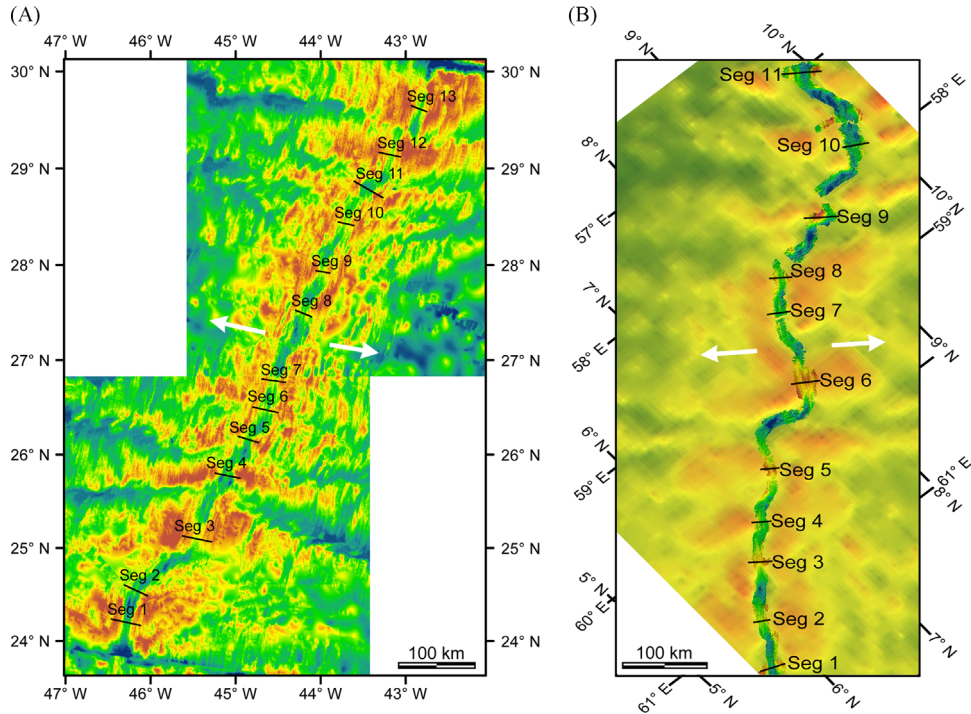 (A)
47° W 46° W 45° W 44° W 43° W
30° N 30° N
Seg 13
Seg 12
29° N 29° N
Seg 11
Seg 10
28° N 28° N
Seg 9
Seg 8
27° N 27° N
Seg 7
Seg 6
Seg 5
26° N 26° N
Seg 4
Seg 3
25° N 25° N
Seg 2
Seg 1
24° N 24° N
100 km
47° W 46° W 45° W 44° W 43° W
(B)
9° N 10° N
Seg 11
58° E
8° N
Seg 10
10° N
57° E
Seg 9
59° E
Seg 8
7° N
Seg 7
58° E
9° N
Seg 6
6° N
59° E
Seg 5
61° E
8° N
Seg 4
Seg 3
5° N
60° E
Seg 2
7° N
Seg 1
100 km
61° E 5° N 6° N